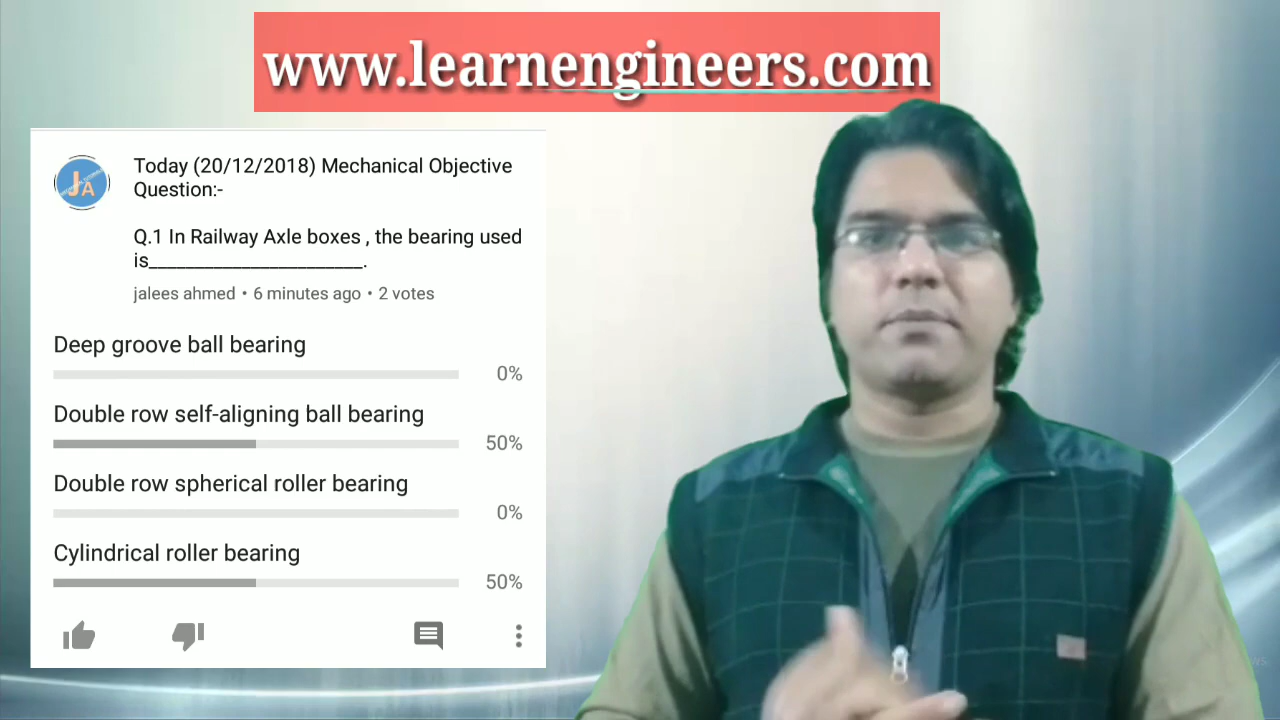 www.learnengineers.com
JA
Today (20/12/2018) Mechanical Objective
Question:-
Q.1 In Railway Axle boxes , the bearing used
is_______________________.
jalees ahmed • 6 minutes ago • 2 votes
Deep groove ball bearing
0%
Double row self-aligning ball bearing
50%
Double row spherical roller bearing
0%
Cylindrical roller bearing
50%